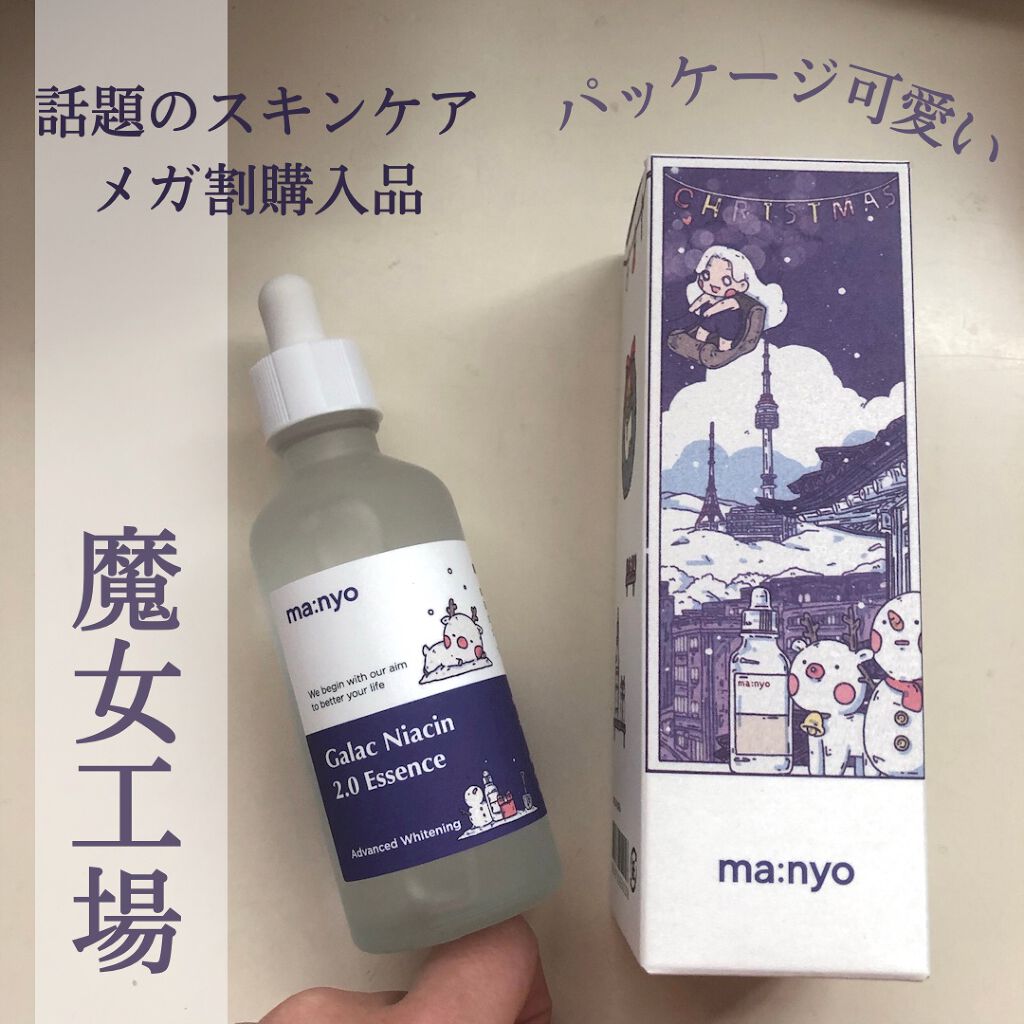 話題のスキンケア
メガ割購入品
パッケージ可愛い
魔女工場
CHRISTMAS
ma:nyo
ma:nyo
We begin with our aim
to better your life
Galac Niacin
2.0 Essence
Advanced Whitening
ma:nyo